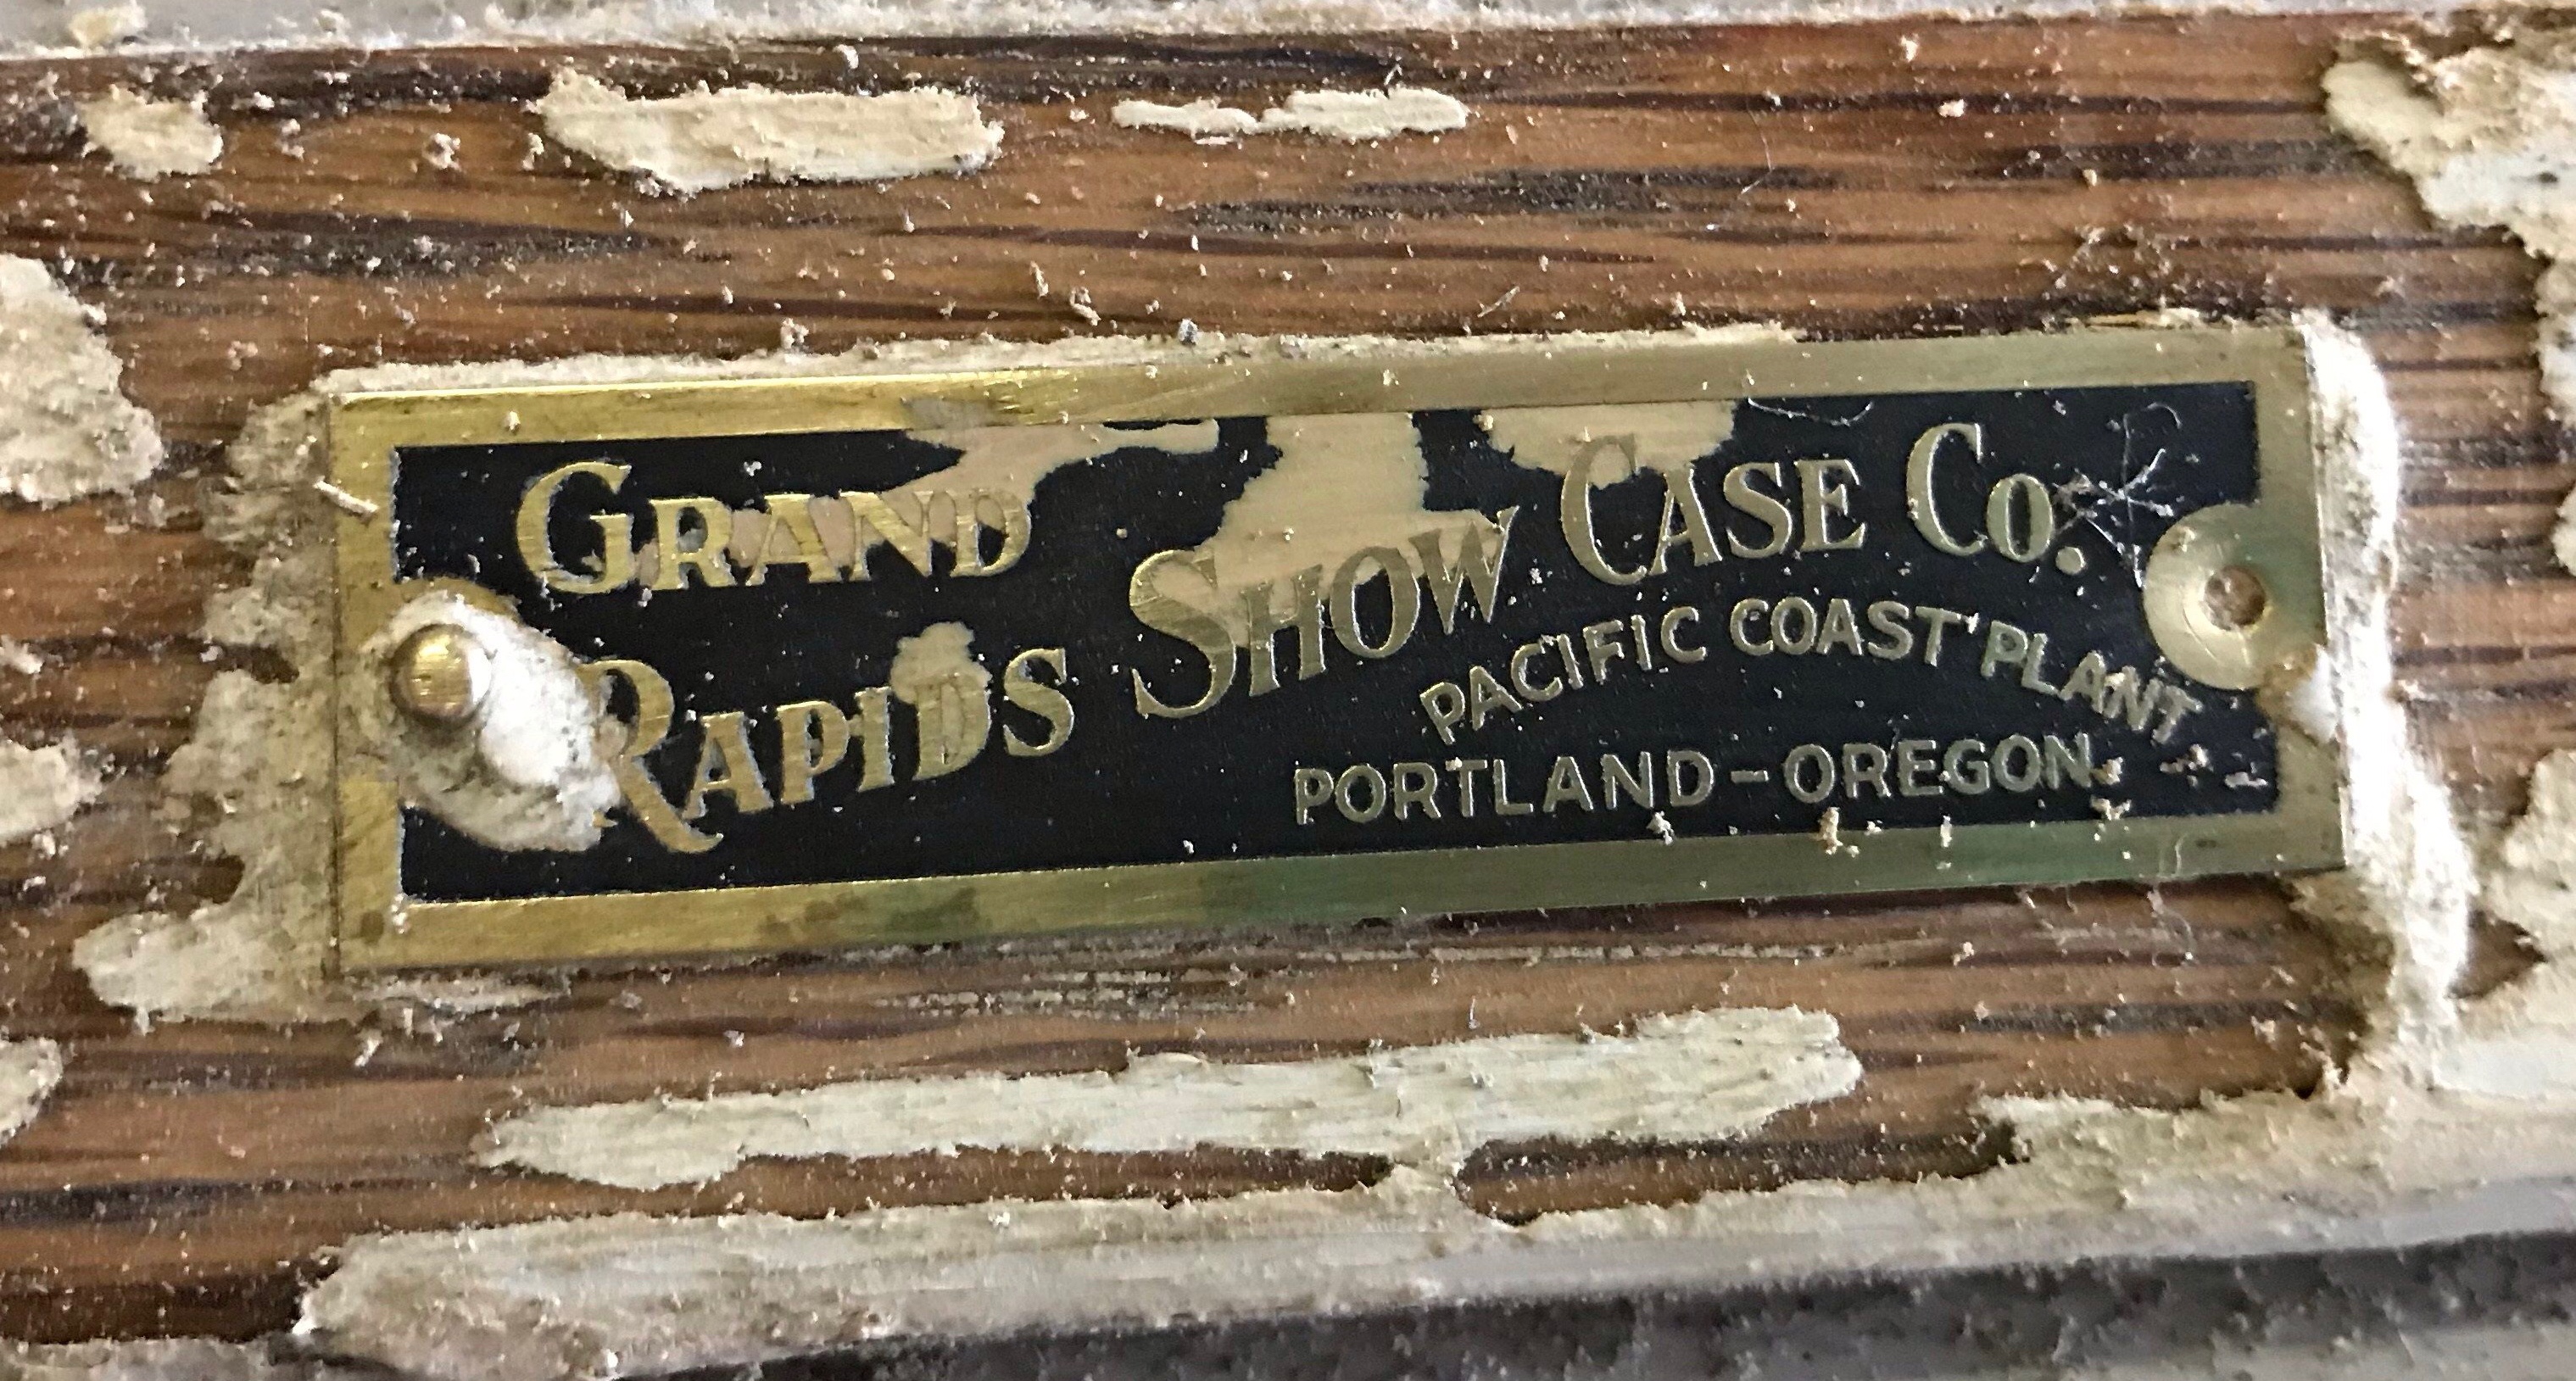 GRAND
RAPIDS SHOW CASE CO.
PACIFIC COAST PLANT
PORTLAND-OREGON